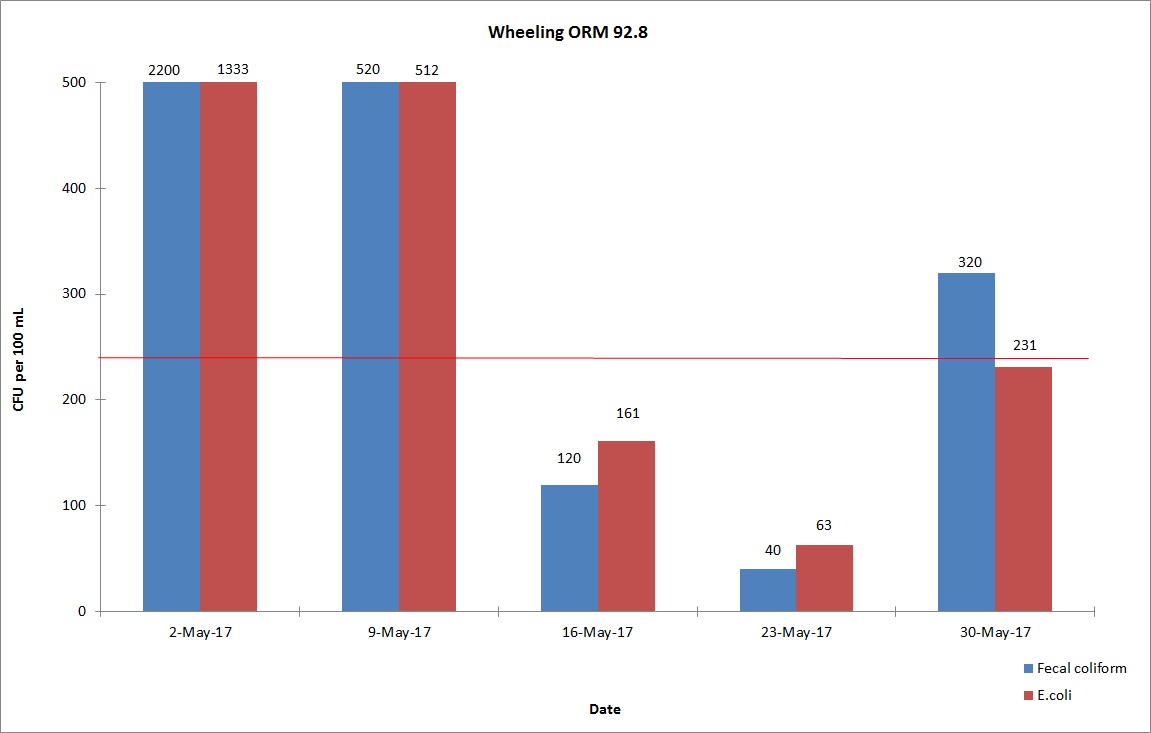 Wheeling ORM 92.8
2200 1333 520 512
500
400
300
200
100
0
320
231
161
120
63
40
CFU per 100 mL
2-May-17 9-May-17 16-May-17 23-May-17 30-May-17
Fecal coliform
E.coli
Date